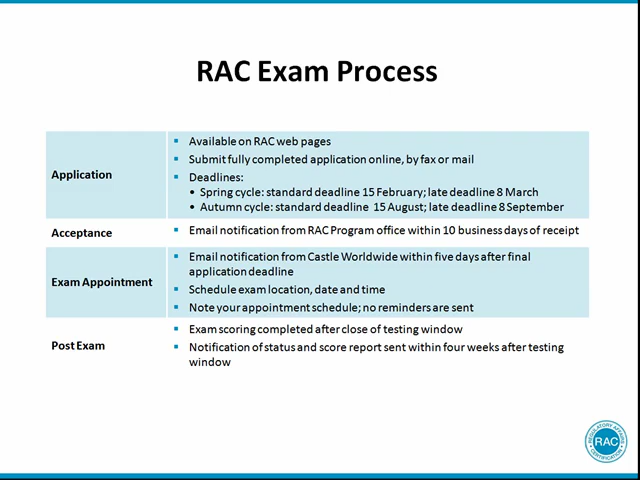 RAC Exam Process
Application
▪ Available on RAC web pages
▪ Submit fully completed application online, by fax or mail
▪ Deadlines:
• Spring cycle: standard deadline 15 February; late deadline 8 March
• Autumn cycle: standard deadline 15 August; late deadline 8 September
Acceptance
▪ Email notification from RAC Program office within 10 business days of receipt
Exam Appointment
▪ Email notification from Castle Worldwide within five days after final
application deadline
▪ Schedule exam location, date and time
▪ Note your appointment schedule; no reminders are sent
Post Exam
▪ Exam scoring completed after close of testing window
▪ Notification of status and score report sent within four weeks after testing
window
REGULATORY AFFAIRS
RAC
CERTIFICATION